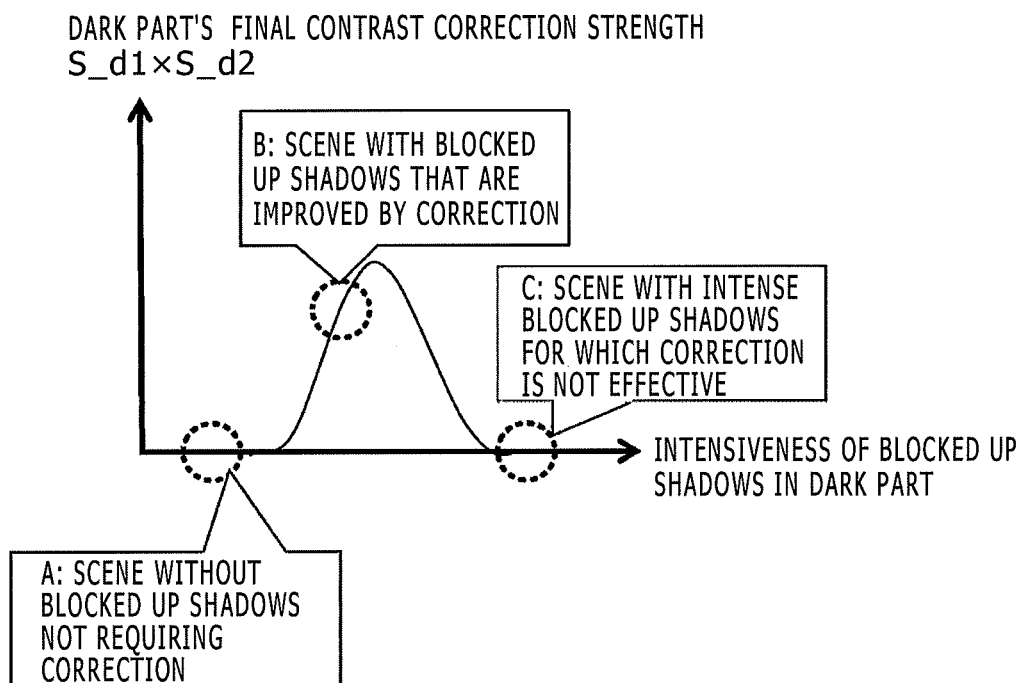 DARK PART'S FINAL CONTRAST CORRECTION STRENGTH
S_d1×S_d2
B: SCENE WITH BLOCKED
UP SHADOWS THAT ARE
IMPROVED BY CORRECTION
C: SCENE WITH INTENSE
BLOCKED UP SHADOWS
FOR WHICH CORRECTION
IS NOT EFFECTIVE
INTENSIVENESS OF BLOCKED UP
SHADOWS IN DARK PART
A: SCENE WITHOUT
BLOCKED UP SHADOWS
NOT REQUIRING
CORRECTION